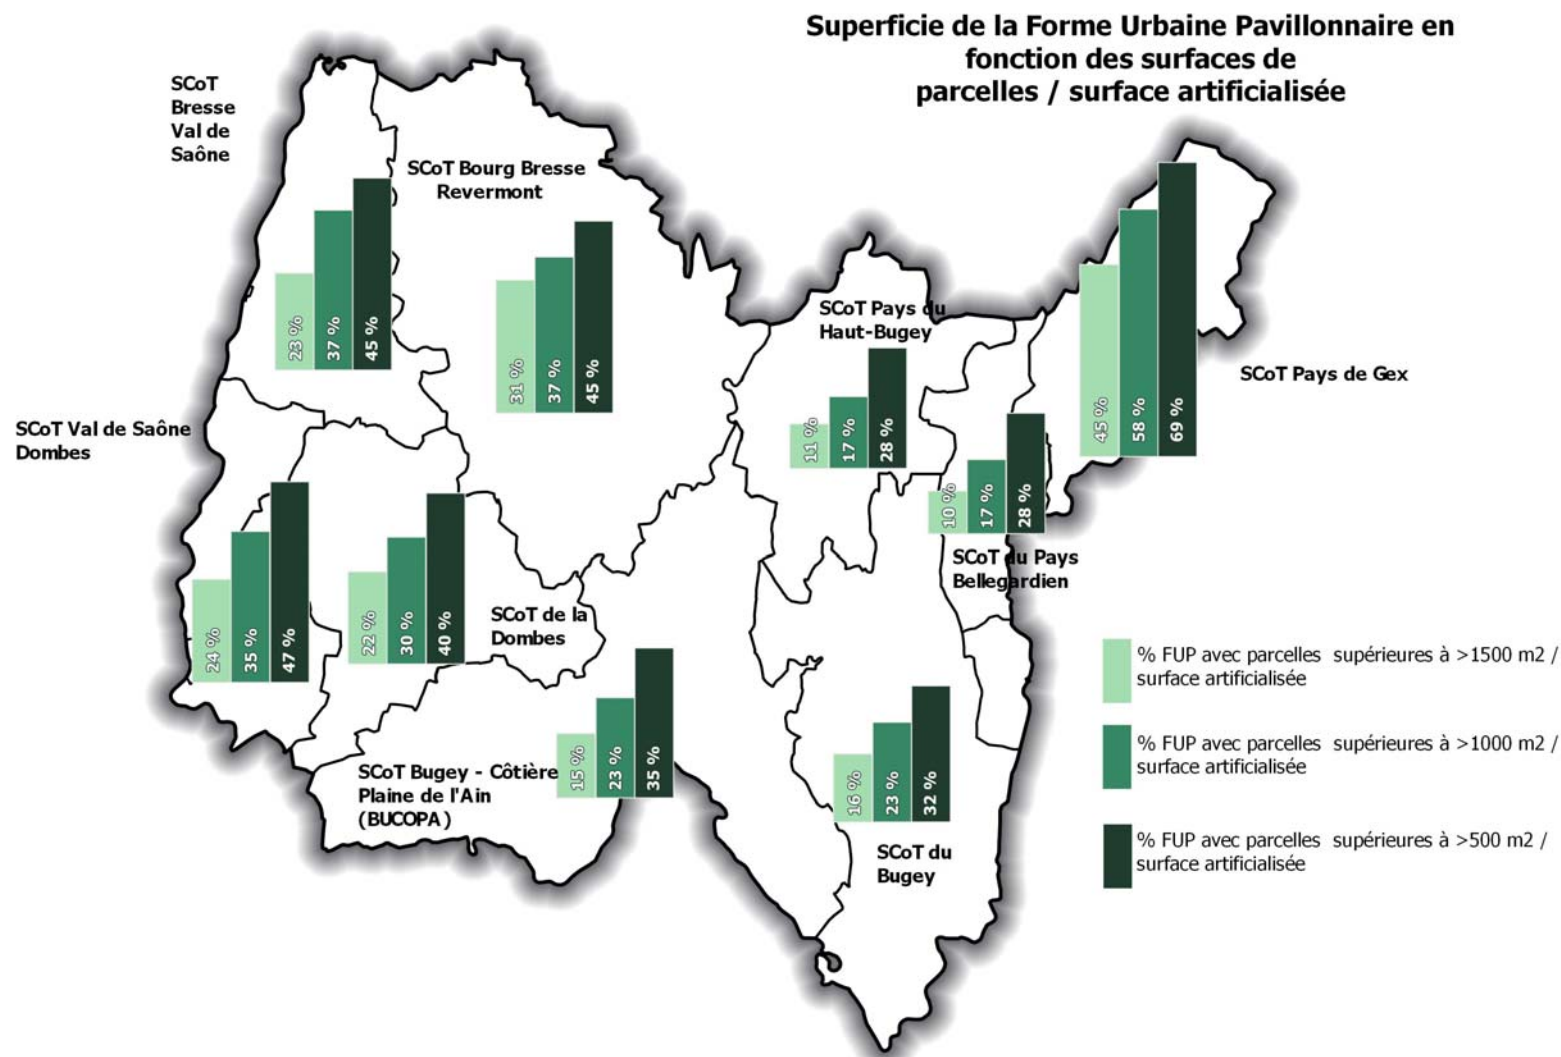 Superficie de la Forme Urbaine Pavillonnaire en
fonction des surfaces de
parcelles / surface artificialisée
SCoT
Bresse
Val de
Saône
23 %
37 %
45 %
SCoT Bourg Bresse
Revermont
31 %
37 %
45 %
SCoT Pays du
Haut-Bugey
11 %
17 %
28 %
SCoT Pays de Gex
45 %
58 %
69 %
SCoT Val de Saône
Dombes
24 %
35 %
47 %
22 %
30 %
40 %
SCoT de la
Dombes
10 %
17 %
28 %
SCoT du Pays
Bellegardien
SCoT Bugey - Côtière
Plaine de l'Ain
(BUCOPA)
15 %
23 %
35 %
16 %
23 %
32 %
SCoT du
Bugey
% FUP avec parcelles supérieures à >1500 m2 /
surface artificialisée
% FUP avec parcelles supérieures à >1000 m2 /
surface artificialisée
% FUP avec parcelles supérieures à >500 m2 /
surface artificialisée